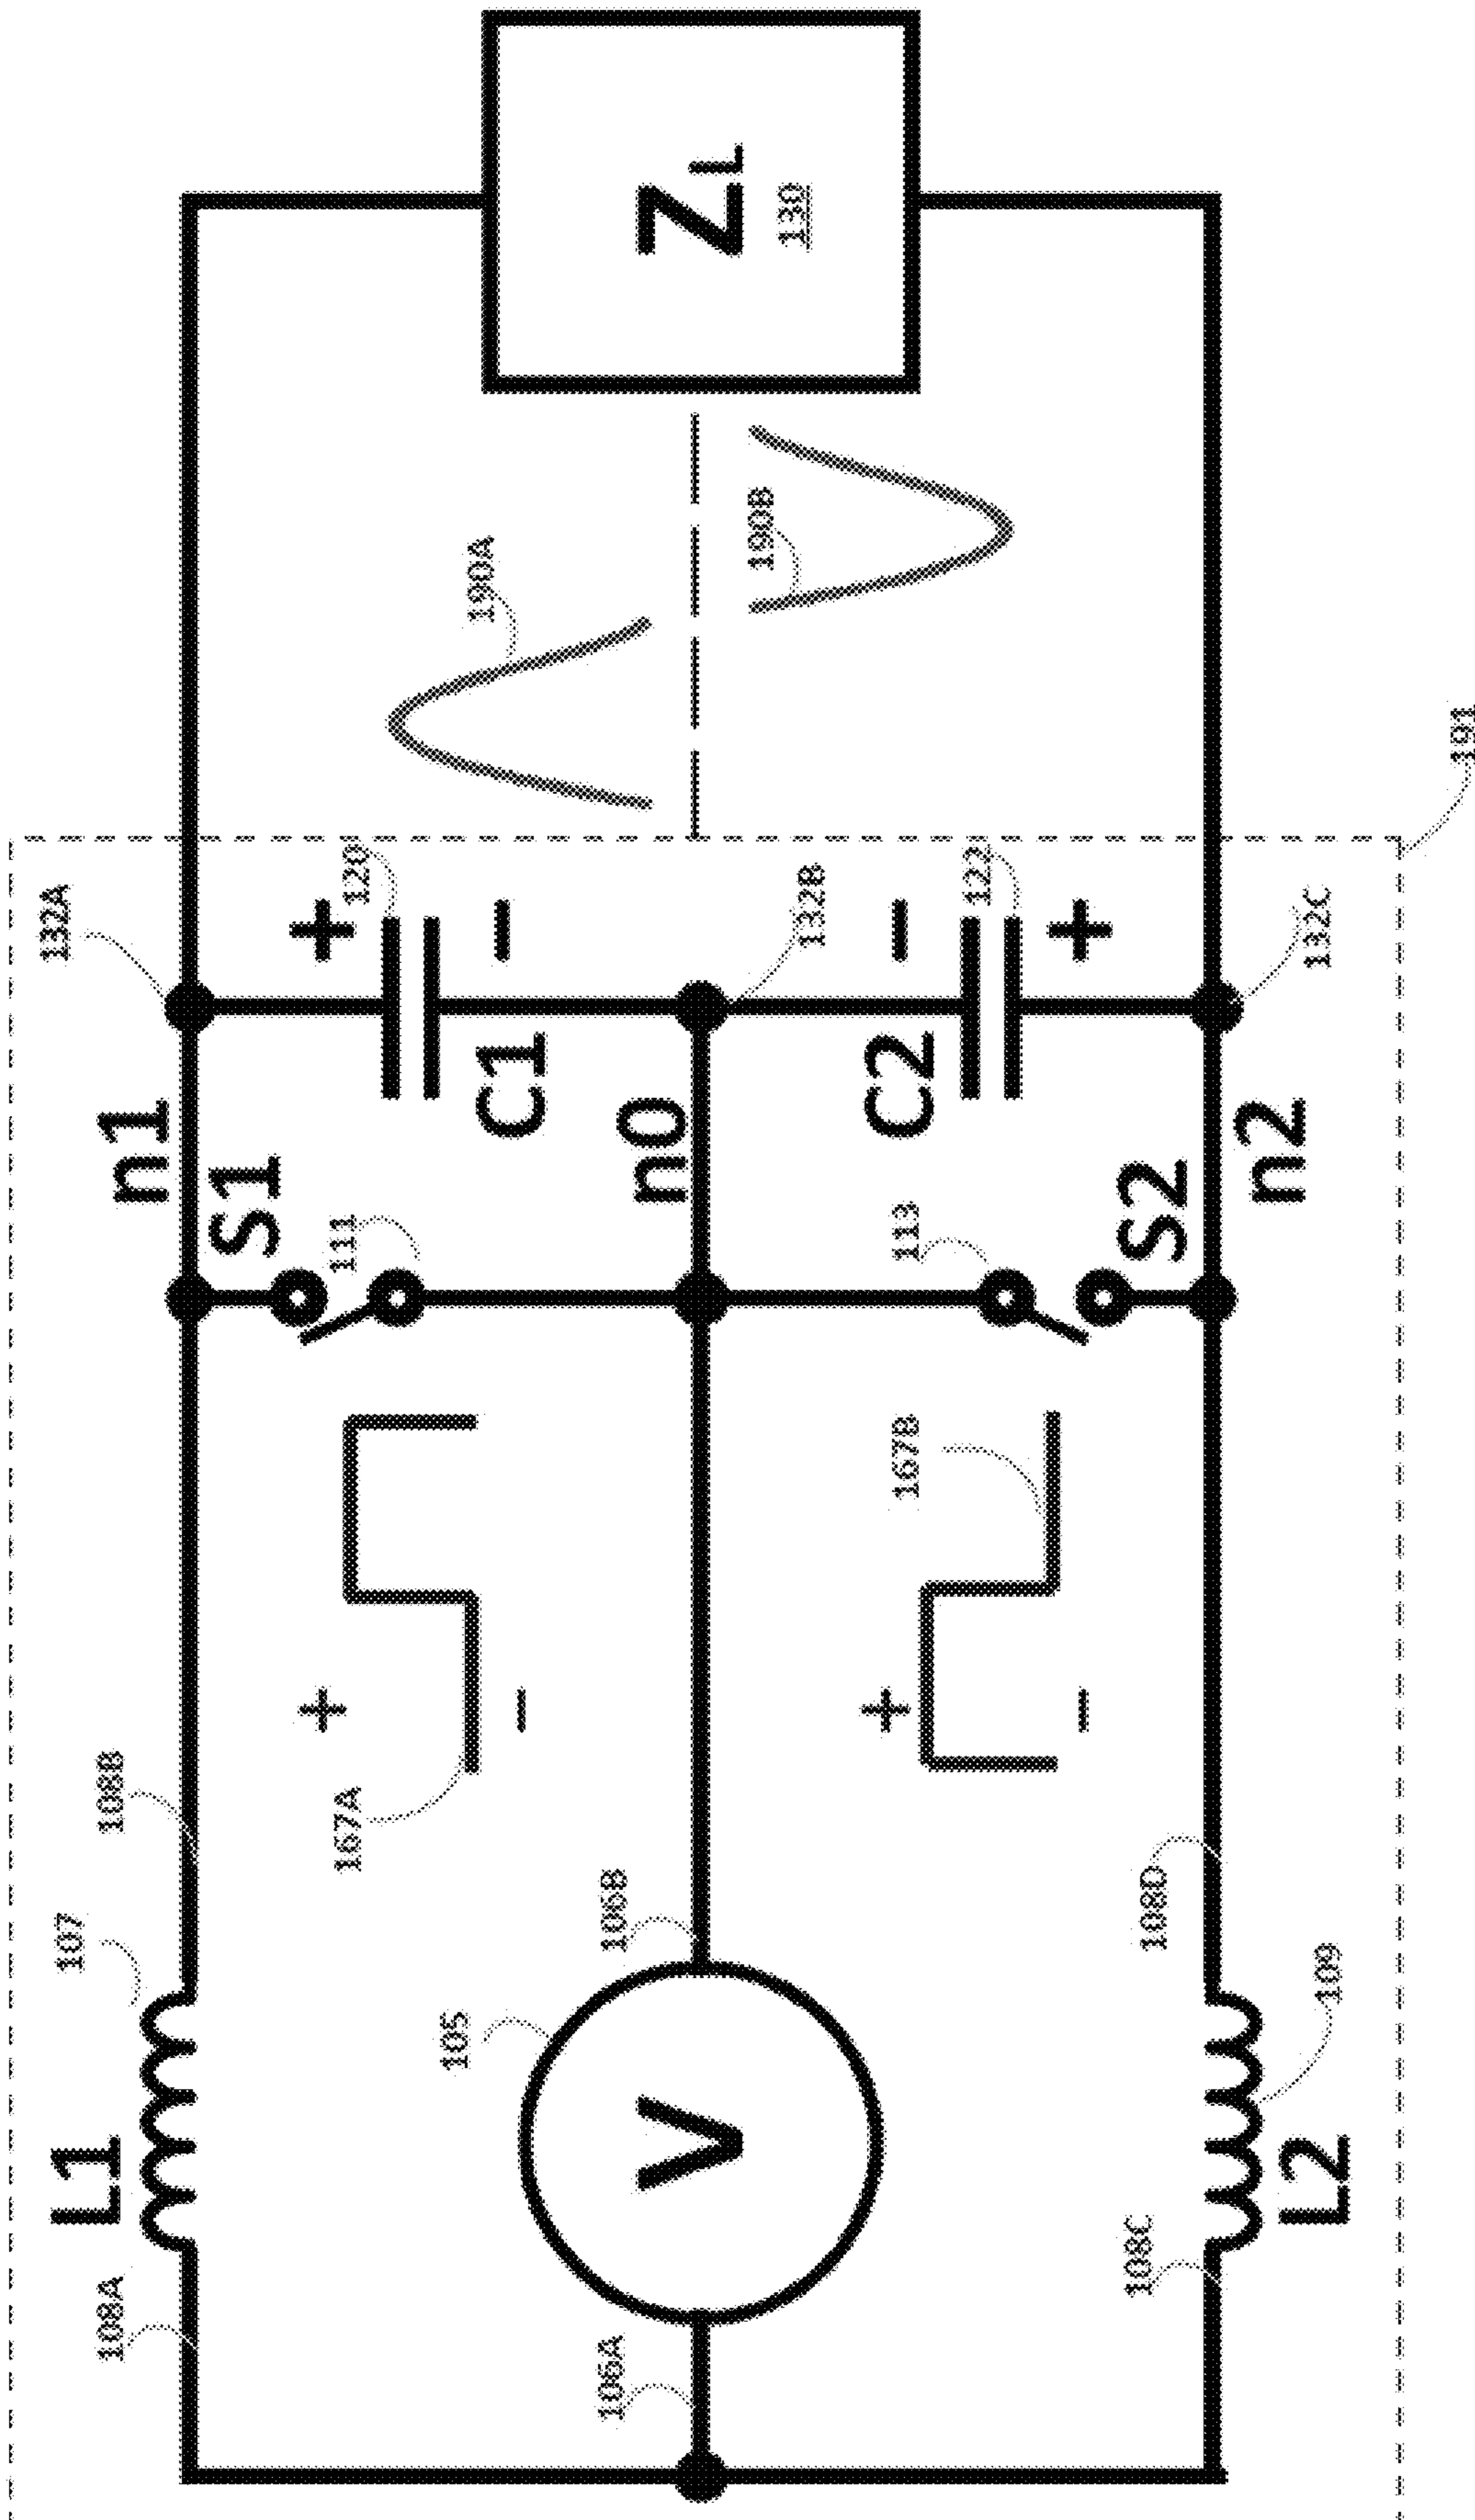 132A
107
L1
108A
108B
n1
S1
+
+
111
167A
120
105
190A
−
C1
−
106A
106B
n0
V
Z_L
190B
130
132B
+
C2
−
167B
113
122
−
+
108C
108D
S2
n2
L2
109
132C
191